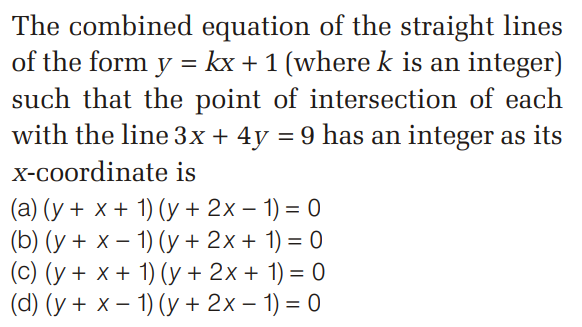 The combined equation of the straight lines
of the form y = kx + 1 (where k is an integer)
such that the point of intersection of each
with the line 3x + 4y = 9 has an integer as its
x-coordinate is
(a) (y + x + 1) (y + 2x – 1) = 0
(b) (y + x – 1) (y + 2x + 1) = 0
(c) (y + x + 1) (y + 2x + 1) = 0
(d) (y + x – 1) (y + 2x – 1) = 0